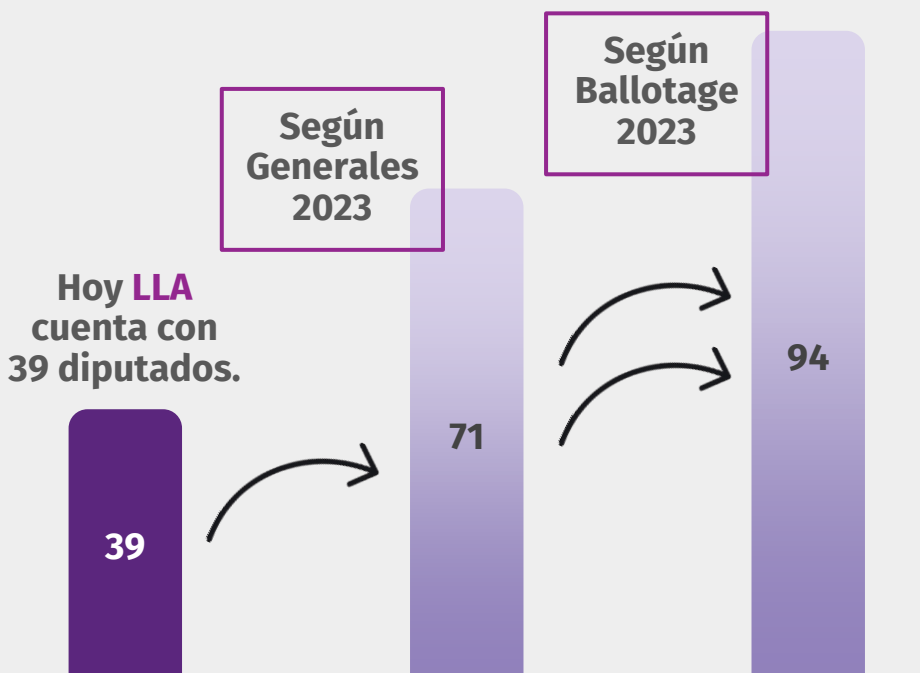 Hoy LLA
cuenta con
39 diputados.
39
Según
Generales
2023
71
Según
Ballotage
2023
94